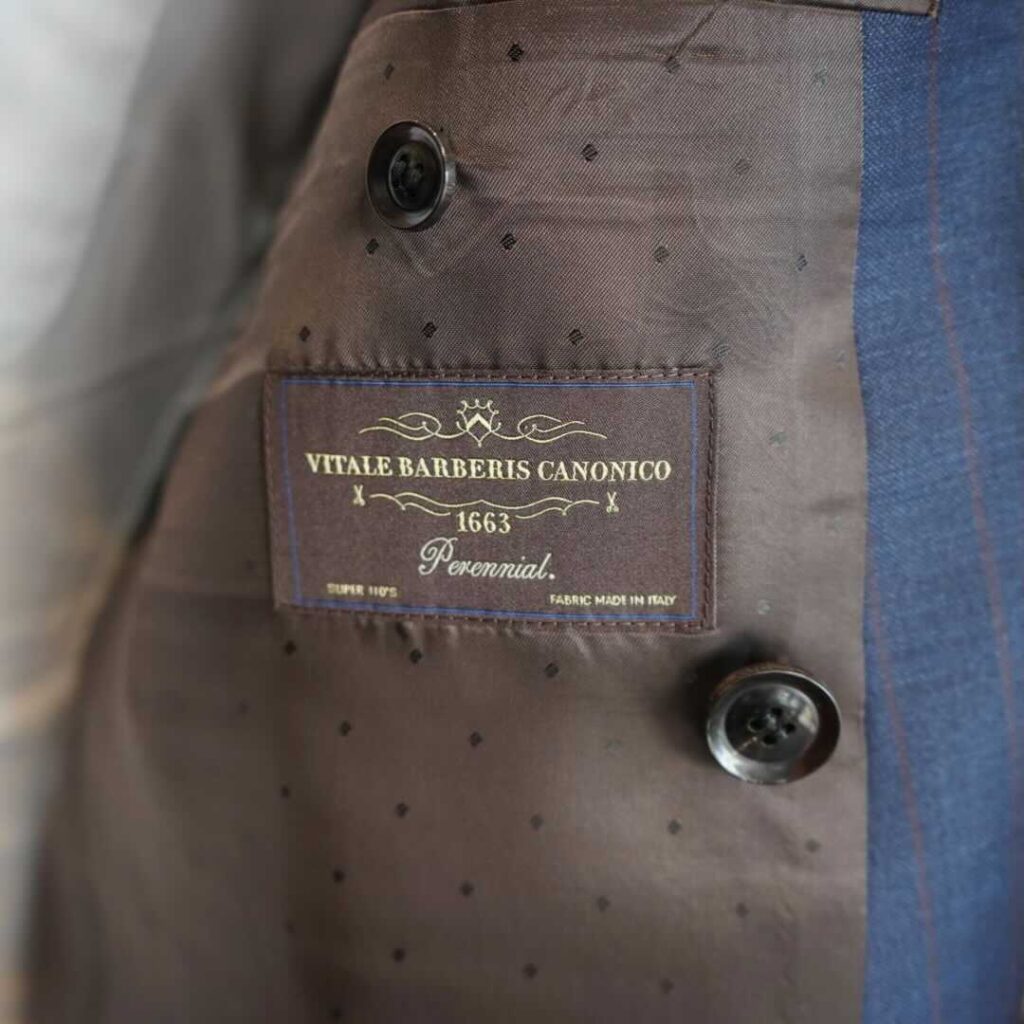 VITALE BARBERIS CANONICO
1663
Perennial.
SUPER 110'S
FABRIC MADE IN ITALY